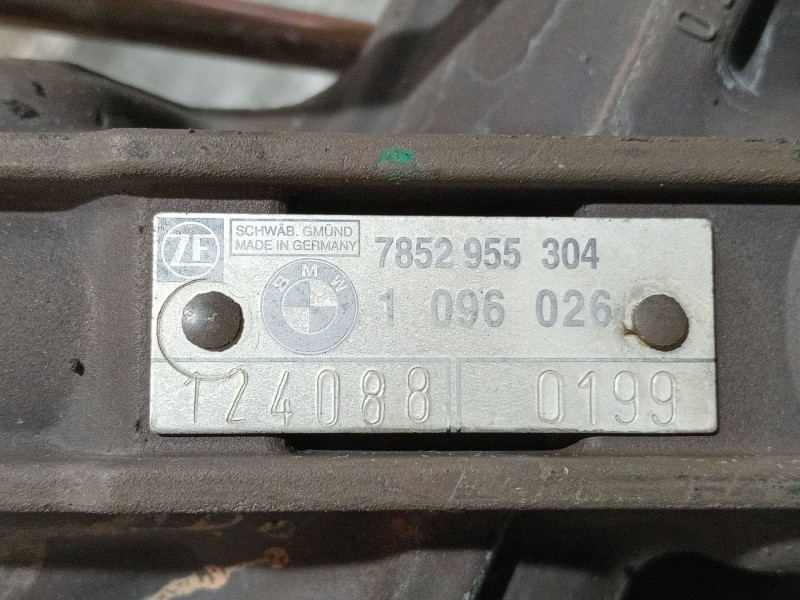 ZF SCHWÄB. GMÜND
MADE IN GERMANY
7852 955 304
BMW 1 096 026
124088 0199